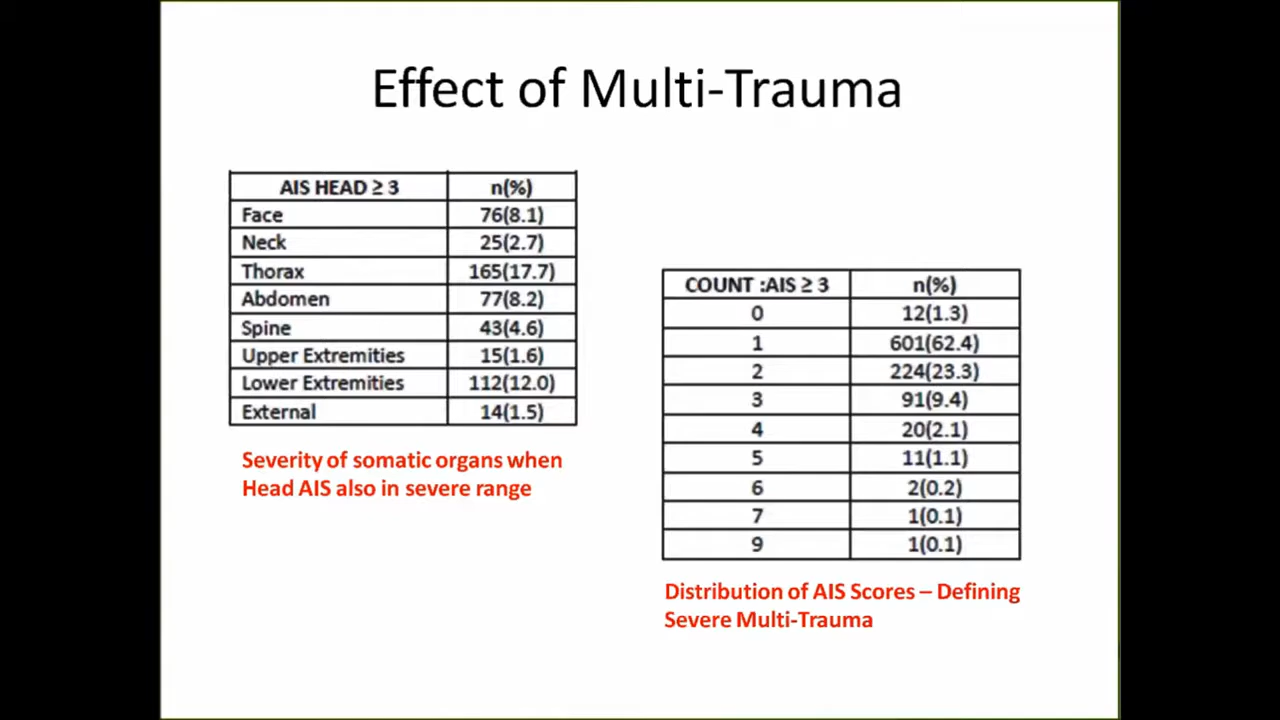 Effect of Multi-Trauma
AIS HEAD ≥ 3 n(%)
Face 76(8.1)
Neck 25(2.7)
Thorax 165(17.7)
Abdomen 77(8.2)
Spine 43(4.6)
Upper Extremities 15(1.6)
Lower Extremities 112(12.0)
External 14(1.5)
Severity of somatic organs when
Head AIS also in severe range
COUNT :AIS ≥ 3 n(%)
0 12(1.3)
1 601(62.4)
2 224(23.3)
3 91(9.4)
4 20(2.1)
5 11(1.1)
6 2(0.2)
7 1(0.1)
9 1(0.1)
Distribution of AIS Scores – Defining
Severe Multi-Trauma